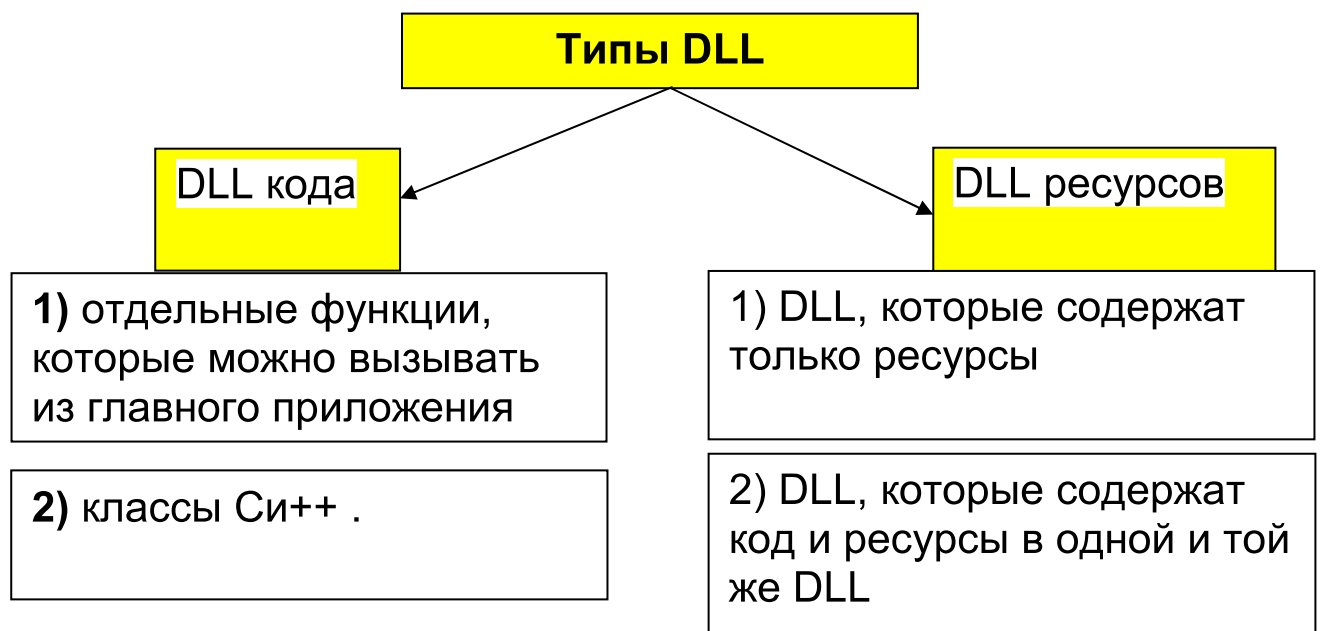 Типы DLL
DLL кода
1) отдельные функции,
которые можно вызывать
из главного приложения
2) классы Си++ .
DLL ресурсов
1) DLL, которые содержат
только ресурсы
2) DLL, которые содержат
код и ресурсы в одной и той
же DLL